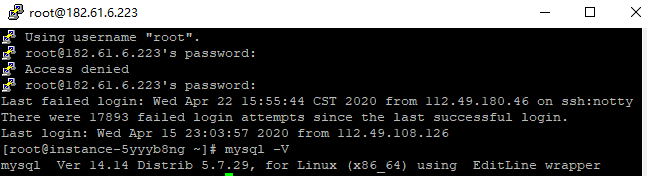 root@182.61.6.223
Using username "root".
root@182.61.6.223's password:
Access denied
root@182.61.6.223's password:
Last failed login: Wed Apr 22 15:55:44 CST 2020 from 112.49.180.46 on ssh:notty
There were 17893 failed login attempts since the last successful login.
Last login: Wed Apr 15 23:03:57 2020 from 112.49.108.126
[root@instance-5yyyb8ng ~]# mysql -V
mysql  Ver 14.14 Distrib 5.7.29, for Linux (x86_64) using  EditLine wrapper